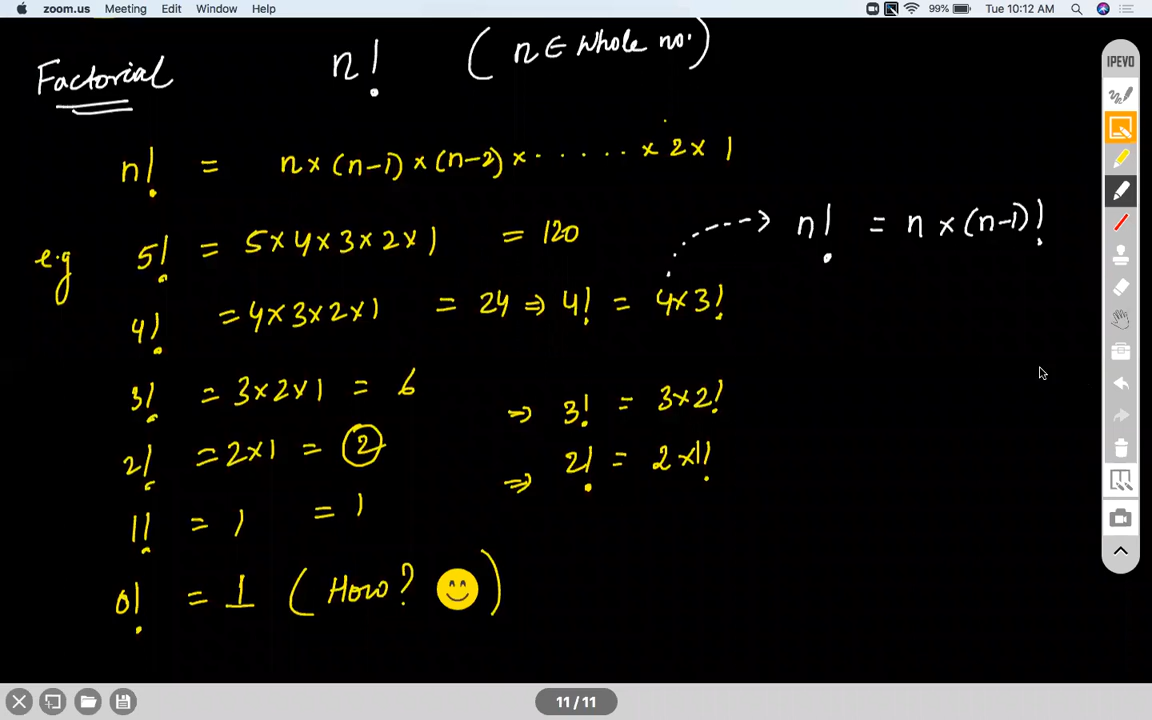 zoom.us Meeting Edit Window Help 99% Tue 10:12 AM
Factorial n! (n ∈ Whole no.)
IPEVO
n! = n × (n-1) × (n-2) × ...... × 2 × 1
n! = n × (n-1)!
e.g 5! = 5×4×3×2×1 = 120
4! = 4×3×2×1 = 24 ⇒ 4! = 4×3!
3! = 3×2×1 = 6 ⇒ 3! = 3×2!
2! = 2×1 = 2 ⇒ 2! = 2×1!
1! = 1 = 1
0! = 1 (How? 😊)
11/11